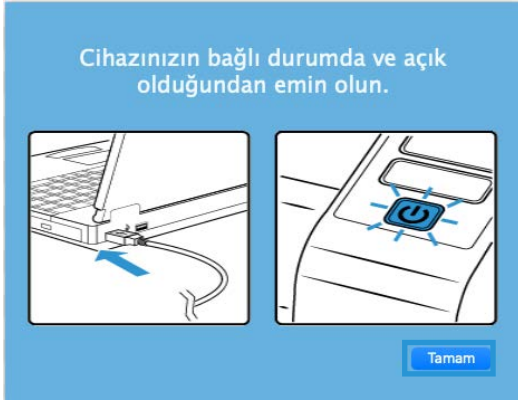 Cihazınızın bağlı durumda ve açık
olduğundan emin olun.
Tamam